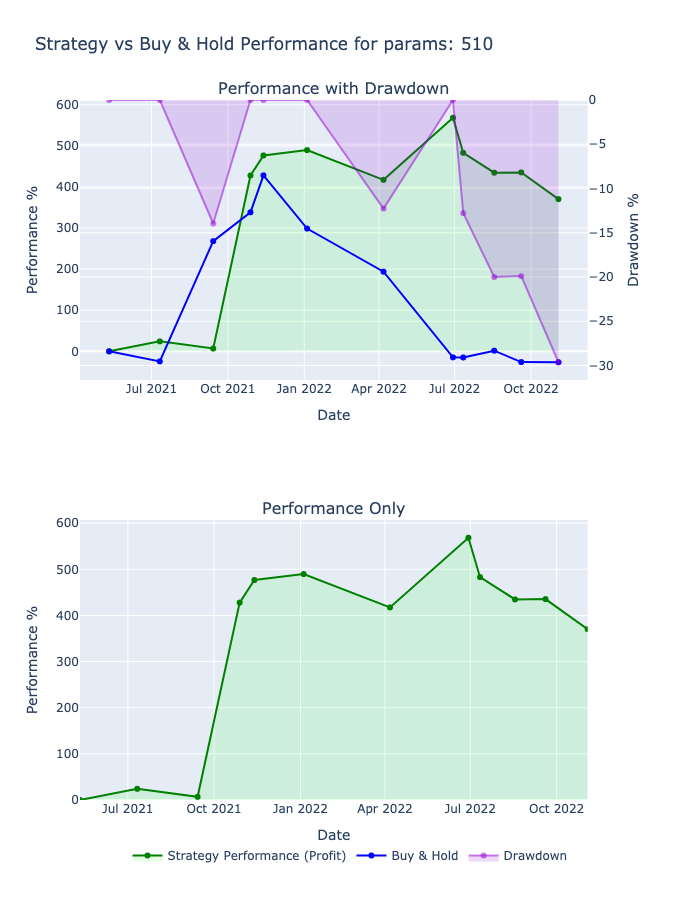 Strategy vs Buy & Hold Performance for params: 510
Performance with Drawdown
600
500
400
300
200
100
0
Performance %
0
−5
−10
−15
−20
−25
−30
Drawdown %
Jul 2021 Oct 2021 Jan 2022 Apr 2022 Jul 2022 Oct 2022
Date
Performance Only
600
500
400
300
200
100
0
Performance %
Jul 2021 Oct 2021 Jan 2022 Apr 2022 Jul 2022 Oct 2022
Date
Strategy Performance (Profit) Buy & Hold Drawdown